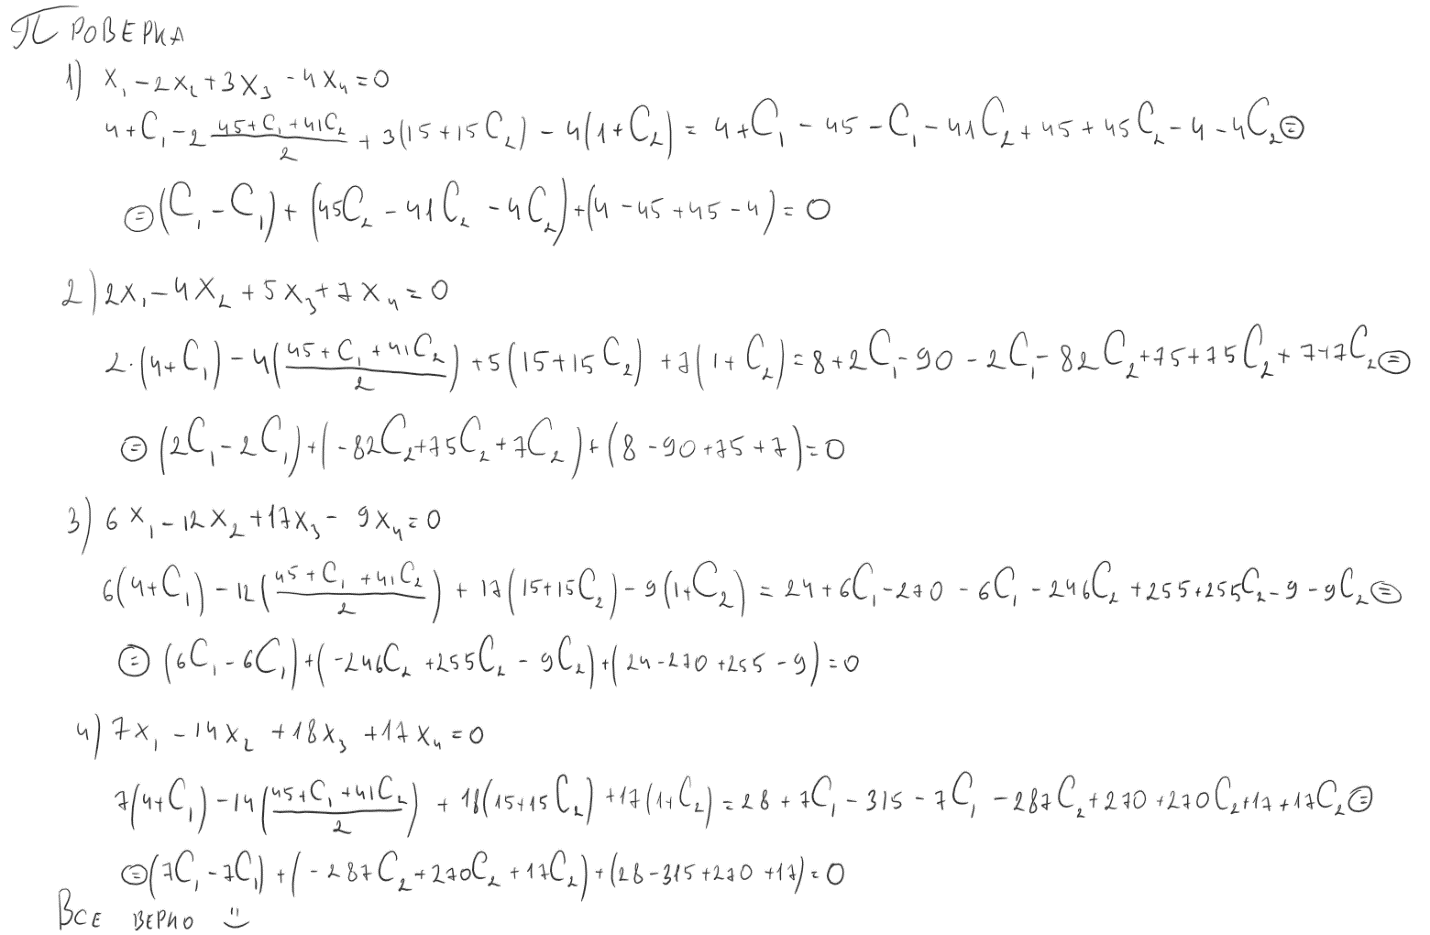 ПРОВЕРКА
1) x₁ - 2x₂ + 3x₃ - 4x₄ = 0
4 + C₁ - 2 (45 + C₁ + 41C₂)/2 + 3(15 + 15C₂) - 4(1 + C₂) = 4 + C₁ - 45 - C₁ - 41C₂ + 45 + 45C₂ - 4 - 4C₂ ⊜
⊜ (C₁ - C₁) + (45C₂ - 41C₂ - 4C₂) + (4 - 45 + 45 - 4) = 0
2) 2x₁ - 4x₂ + 5x₃ + 7x₄ = 0
2·(4 + C₁) - 4((45 + C₁ + 41C₂)/2) + 5(15 + 15C₂) + 7(1 + C₂) = 8 + 2C₁ - 90 - 2C₁ - 82C₂ + 75 + 75C₂ + 7 + 7C₂ ⊜
⊜ (2C₁ - 2C₁) + (-82C₂ + 75C₂ + 7C₂) + (8 - 90 + 75 + 7) = 0
3) 6x₁ - 12x₂ + 17x₃ - 9x₄ = 0
6(4 + C₁) - 12((45 + C₁ + 41C₂)/2) + 17(15 + 15C₂) - 9(1 + C₂) = 24 + 6C₁ - 270 - 6C₁ - 246C₂ + 255 + 255C₂ - 9 - 9C₂ ⊜
⊜ (6C₁ - 6C₁) + (-246C₂ + 255C₂ - 9C₂) + (24 - 270 + 255 - 9) = 0
4) 7x₁ - 14x₂ + 18x₃ + 17x₄ = 0
7(4 + C₁) - 14((45 + C₁ + 41C₂)/2) + 18(15 + 15C₂) + 17(1 + C₂) = 28 + 7C₁ - 315 - 7C₁ - 287C₂ + 270 + 270C₂ + 17 + 17C₂ ⊜
⊜ (7C₁ - 7C₁) + (-287C₂ + 270C₂ + 17C₂) + (28 - 315 + 270 + 17) = 0
ВСЕ ВЕРНО